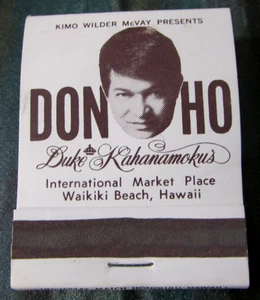 KIMO WILDER McVAY PRESENTS
DON HO
Duke Kahanamoku's
International Market Place
Waikiki Beach, Hawaii